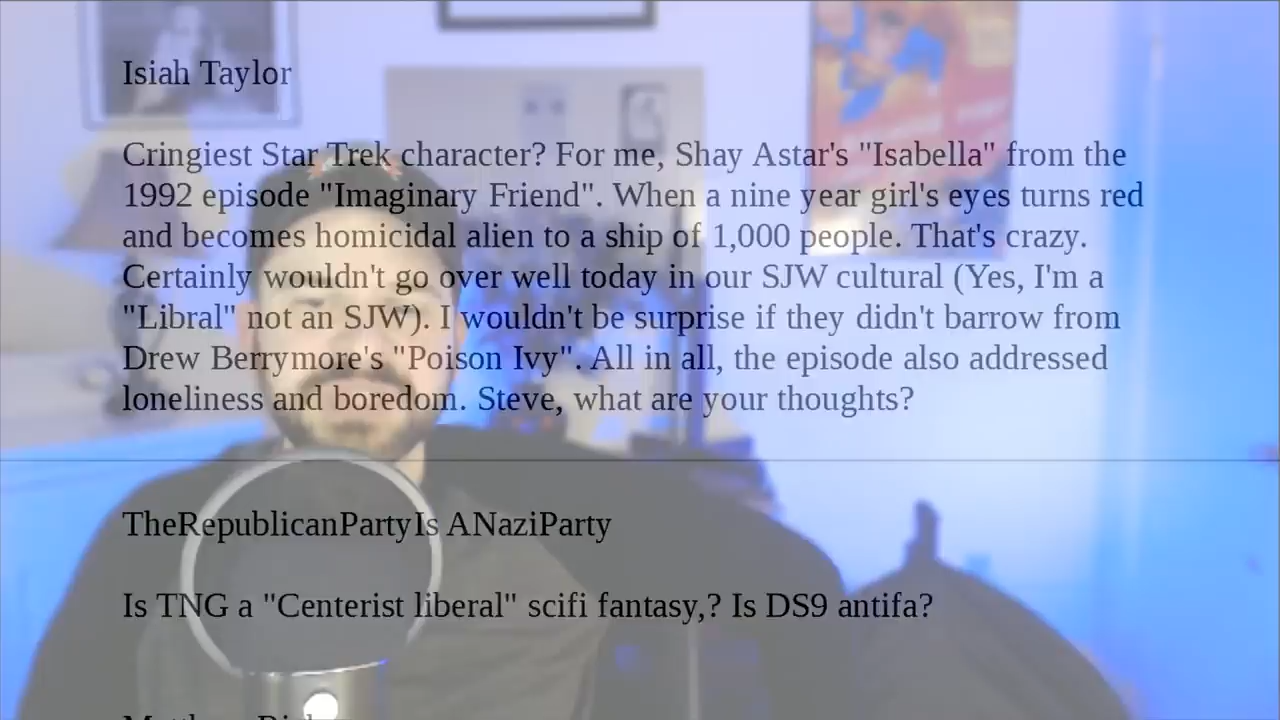 Isiah Taylor
Cringiest Star Trek character? For me, Shay Astar's "Isabella" from the
1992 episode "Imaginary Friend". When a nine year girl's eyes turns red
and becomes homicidal alien to a ship of 1,000 people. That's crazy.
Certainly wouldn't go over well today in our SJW cultural (Yes, I'm a
"Libral" not an SJW). I wouldn't be surprise if they didn't barrow from
Drew Berrymore's "Poison Ivy". All in all, the episode also addressed
loneliness and boredom. Steve, what are your thoughts?
TheRepublicanPartyIs ANaziParty
Is TNG a "Centerist liberal" scifi fantasy,? Is DS9 antifa?